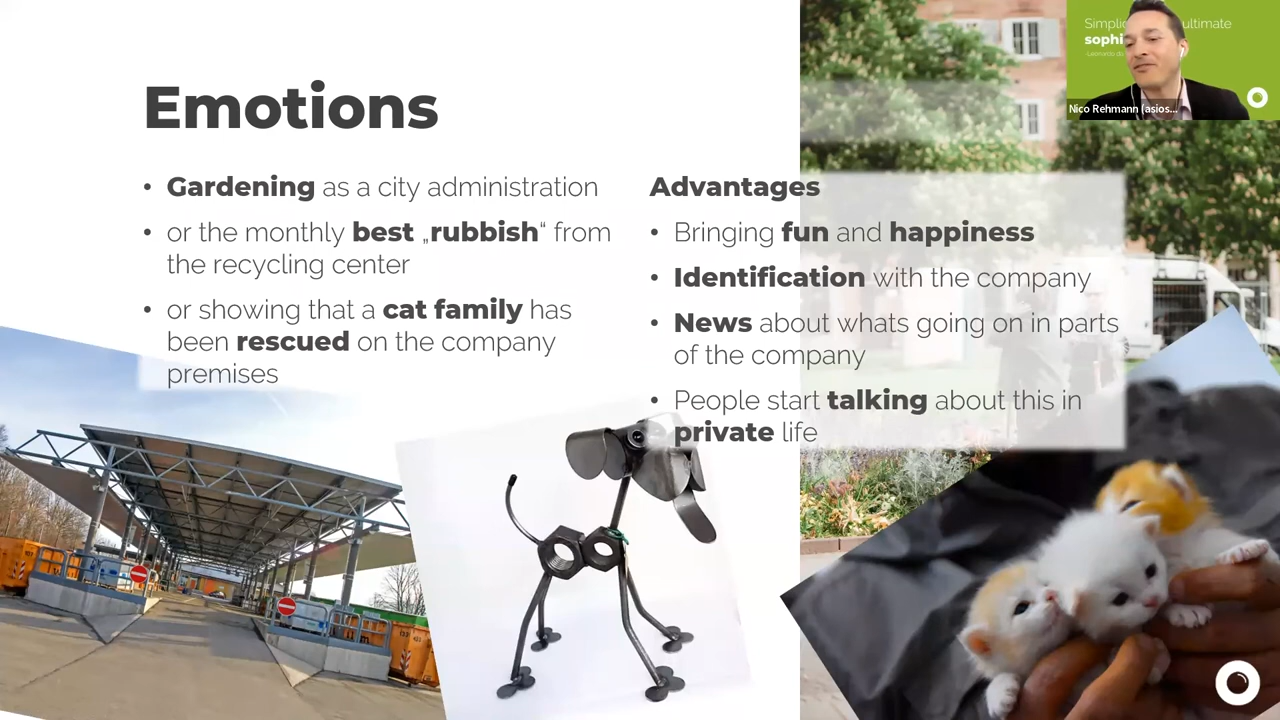 Simplic ultimate
sophi
Nico Rehmann (asios...
Emotions
• Gardening as a city administration
• or the monthly best „rubbish“ from
the recycling center
• or showing that a cat family has
been rescued on the company
premises
Advantages
• Bringing fun and happiness
• Identification with the company
• News about whats going on in parts
of the company
• People start talking about this in
private life